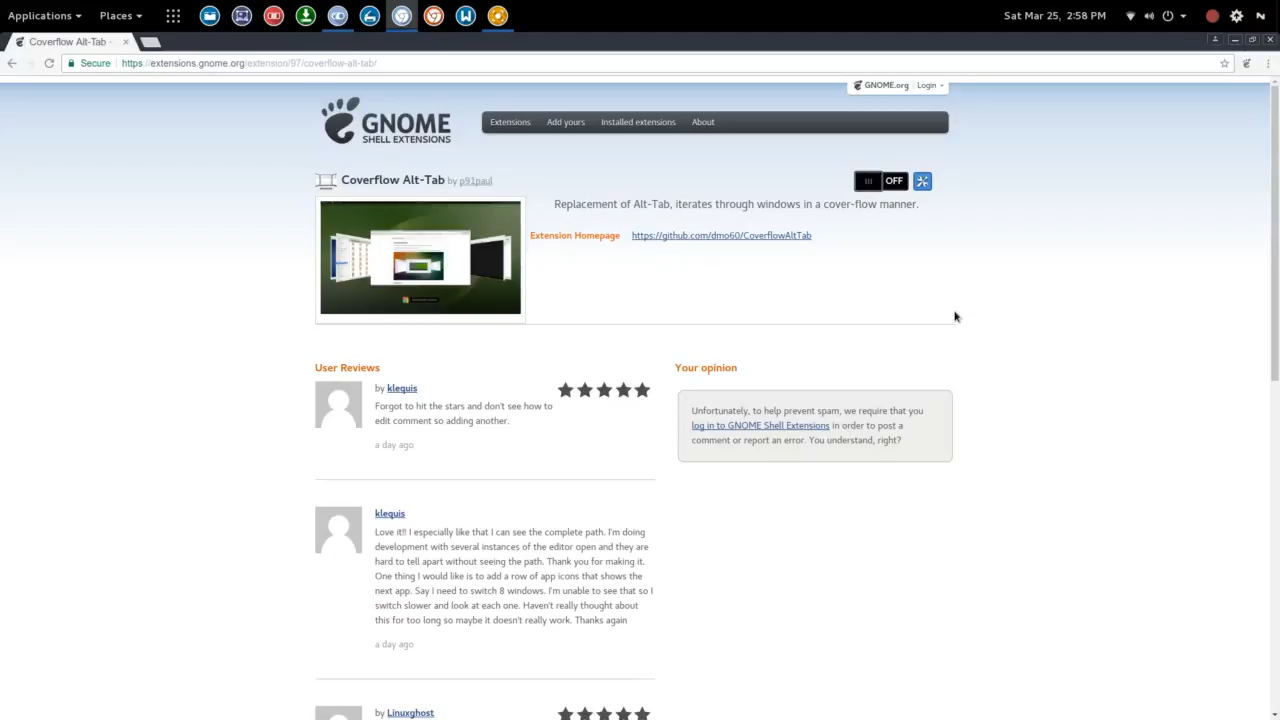 Applications Places Sat Mar 25, 2:58 PM
Coverflow Alt-Tab -
Secure https://extensions.gnome.org/extension/97/coverflow-alt-tab/
GNOME.org Login
GNOME
SHELL EXTENSIONS
Extensions Add yours Installed extensions About
Coverflow Alt-Tab by p91paul
OFF
Replacement of Alt-Tab, iterates through windows in a cover-flow manner.
Extension Homepage https://github.com/dmo60/CoverflowAltTab
User Reviews
by klequis
Forgot to hit the stars and don't see how to
edit comment so adding another.
a day ago
Your opinion
Unfortunately, to help prevent spam, we require that you
log in to GNOME Shell Extensions in order to post a
comment or report an error. You understand, right?
klequis
Love it!! I especially like that I can see the complete path. I'm doing
development with several instances of the editor open and they are
hard to tell apart without seeing the path. Thank you for making it.
One thing I would like is to add a row of app icons that shows the
next app. Say I need to switch 8 windows. I'm unable to see that so I
switch slower and look at each one. Haven't really thought about
this for too long so maybe it doesn't really work. Thanks again
a day ago
by Linuxghost